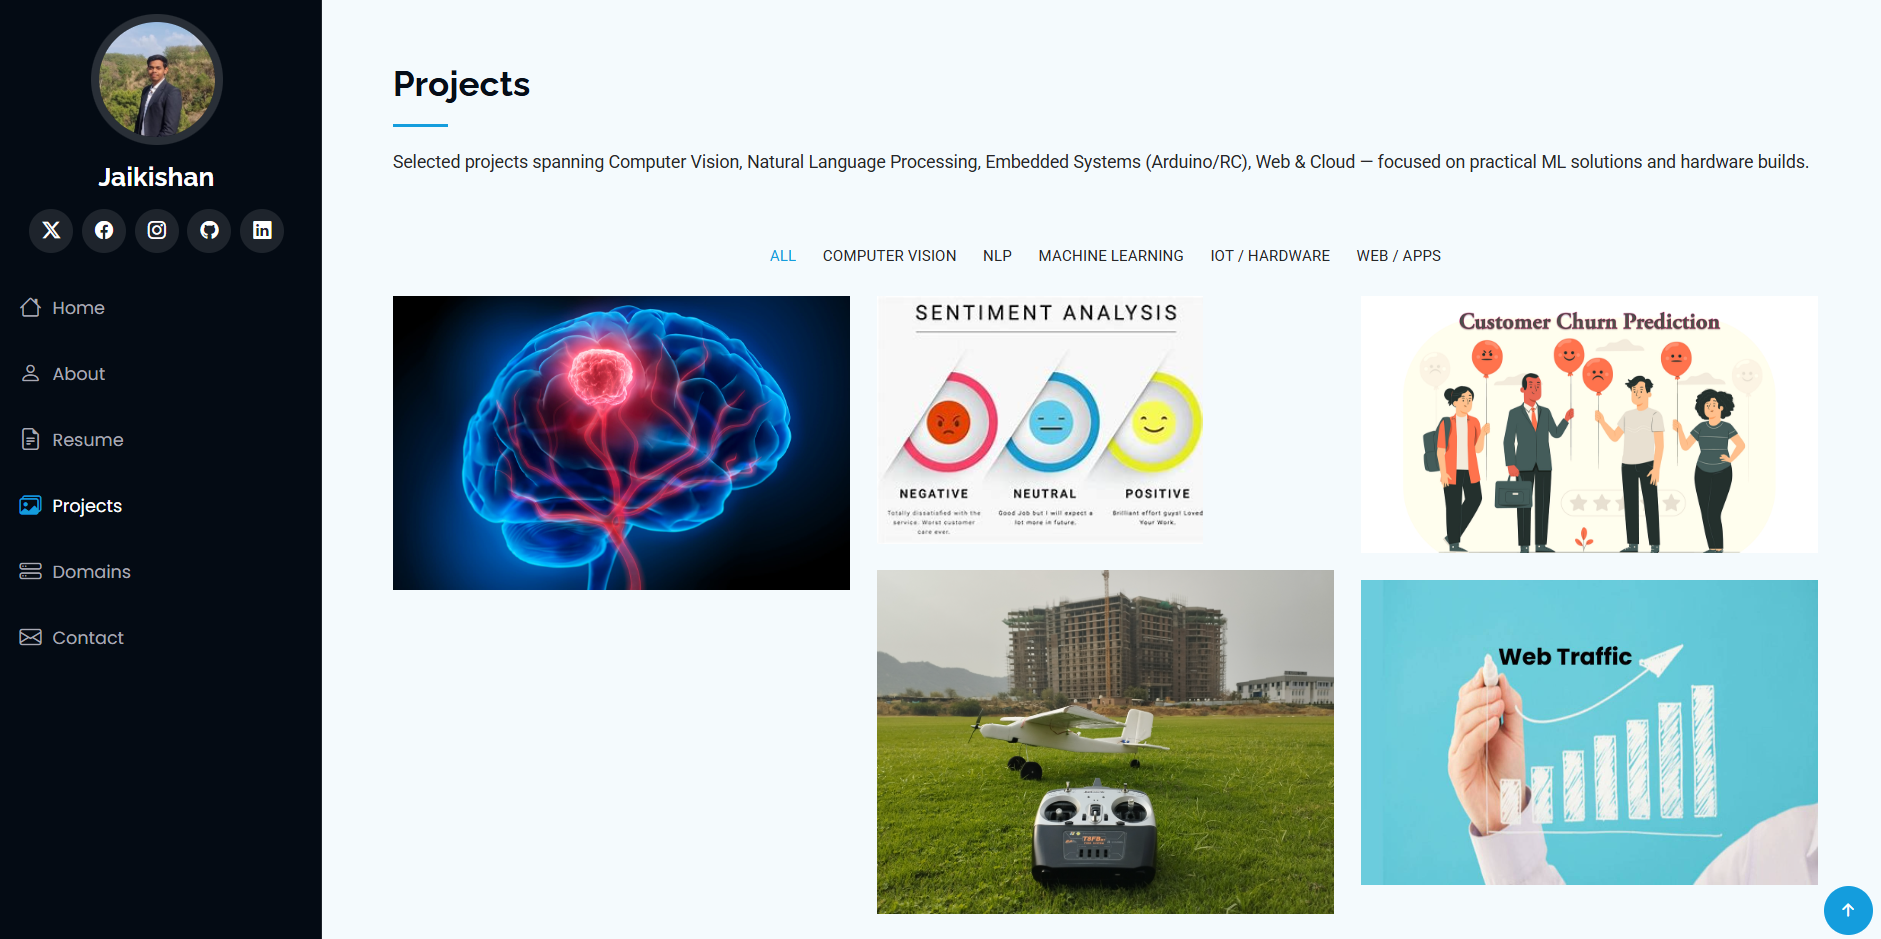 Jaikishan
Home
About
Resume
Projects
Domains
Contact
Projects
Selected projects spanning Computer Vision, Natural Language Processing, Embedded Systems (Arduino/RC), Web & Cloud — focused on practical ML solutions and hardware builds.
ALL COMPUTER VISION NLP MACHINE LEARNING IOT / HARDWARE WEB / APPS
SENTIMENT ANALYSIS
NEGATIVE
Totally dissatisfied with the
service. Worst customer
care ever.
NEUTRAL
Good Job but I will expect a
lot more in future.
POSITIVE
Brilliant effort guys! Loved
Your Work.
Customer Churn Prediction
Web Traffic